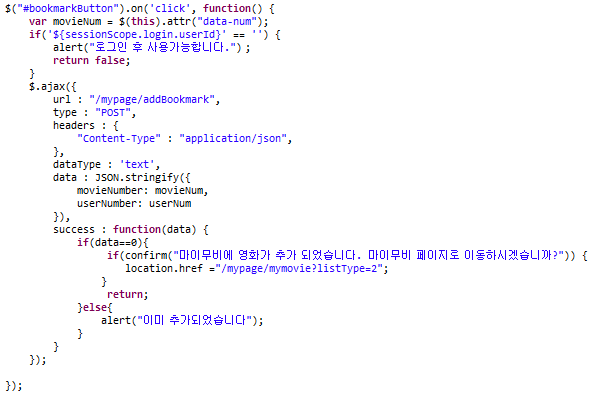 $("#bookmarkButton").on('click', function() {
    var movieNum = $(this).attr("data-num");
    if('${sessionScope.login.userId}' == '') {
        alert("로그인 후 사용가능합니다.") ;
        return false;
    }
    $.ajax({
        url : "/mypage/addBookmark",
        type : "POST",
        headers : {
            "Content-Type" : "application/json",
        },
        dataType : 'text',
        data : JSON.stringify({
            movieNumber: movieNum,
            userNumber: userNum
        }),
        success : function(data) {
            if(data==0){
                 if(confirm("마이무비에 영화가 추가 되었습니다. 마이무비 페이지로 이동하시겠습니까?")) {
                    location.href ="/mypage/mymovie?listType=2";
                }
                 return;
            }else{
                alert("이미 추가되었습니다");
            }
        }
    });

});